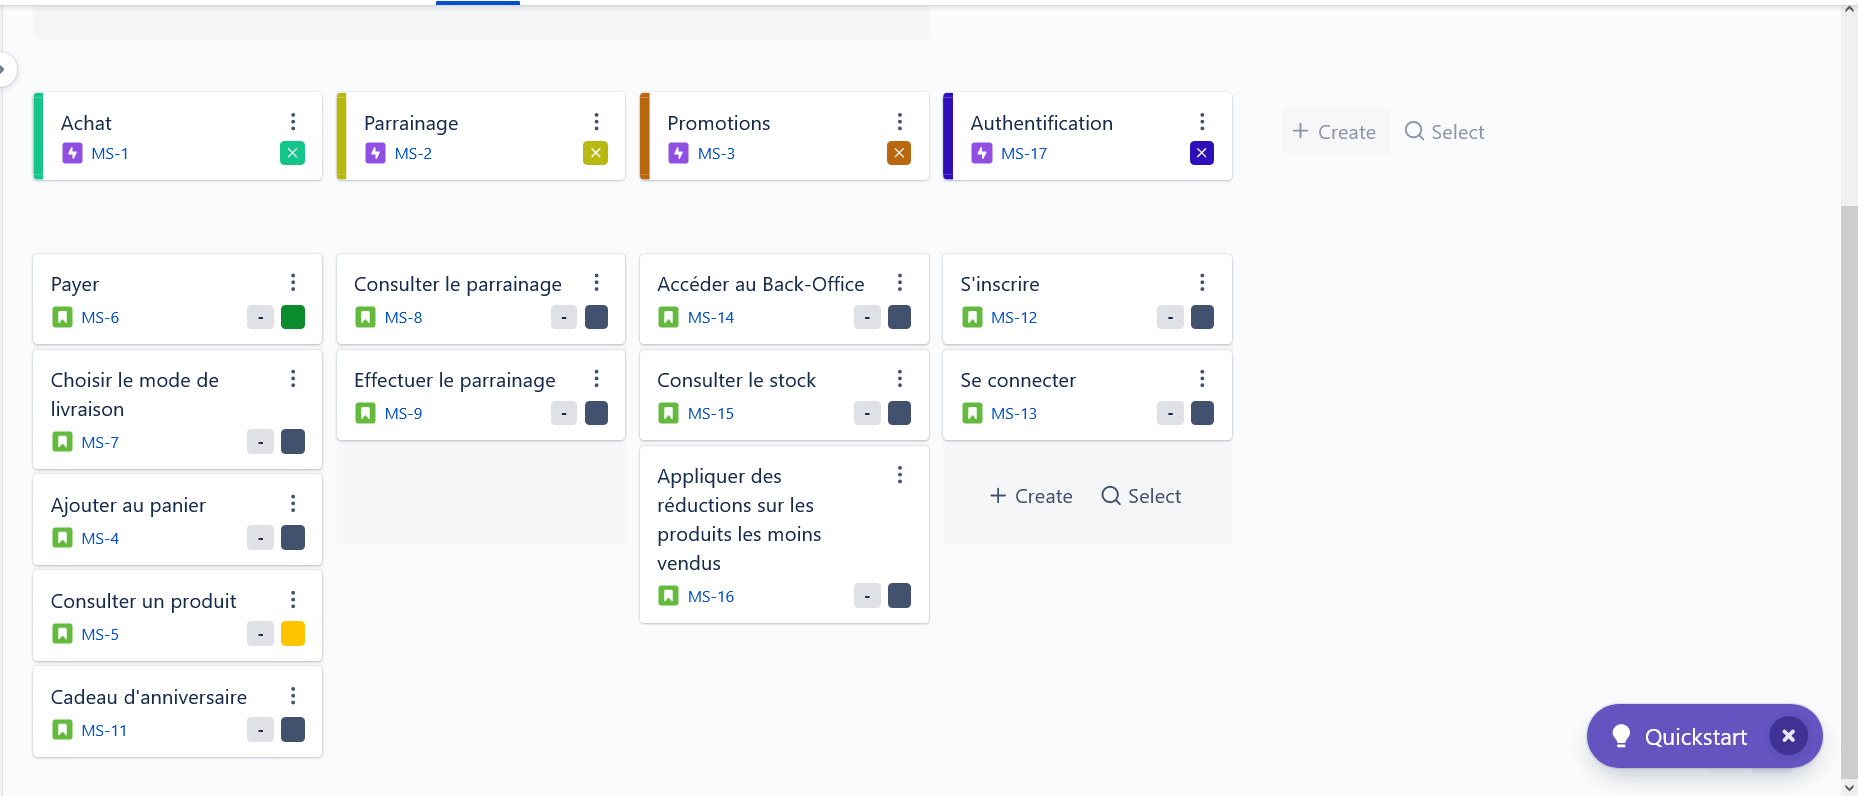 Achat
MS-1
Parrainage
MS-2
Promotions
MS-3
Authentification
MS-17
+ Create Select
Payer
MS-6 -
Choisir le mode de
livraison
MS-7 -
Ajouter au panier
MS-4 -
Consulter un produit
MS-5 -
Cadeau d'anniversaire
MS-11 -
Consulter le parrainage
MS-8 -
Effectuer le parrainage
MS-9 -
Accéder au Back-Office
MS-14 -
Consulter le stock
MS-15 -
Appliquer des
réductions sur les
produits les moins
vendus
MS-16 -
S'inscrire
MS-12 -
Se connecter
MS-13 -
+ Create Select
Quickstart